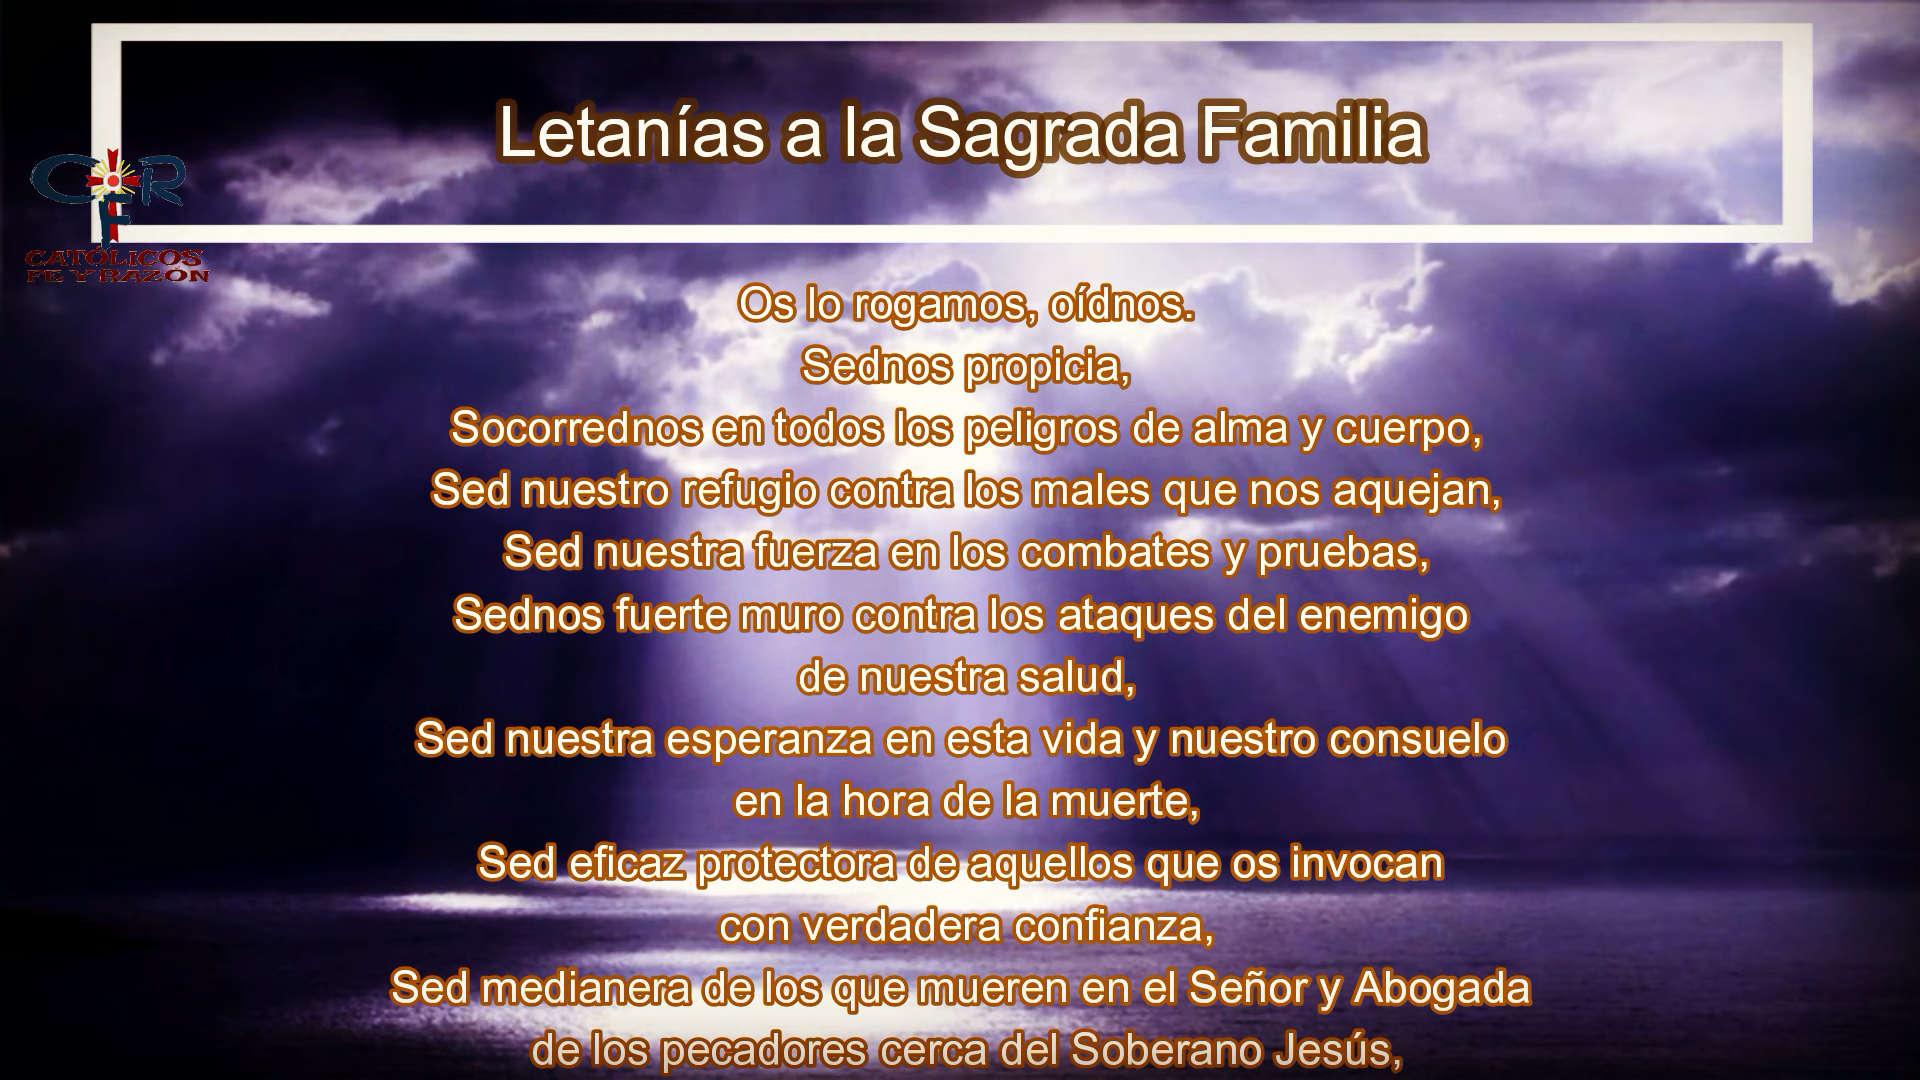 Letanías a la Sagrada Familia
CFR
CATÓLICOS
FE Y RAZÓN
Os lo rogamos, oídnos.
Sednos propicia,
Socorrednos en todos los peligros de alma y cuerpo,
Sed nuestro refugio contra los males que nos aquejan,
Sed nuestra fuerza en los combates y pruebas,
Sednos fuerte muro contra los ataques del enemigo
de nuestra salud,
Sed nuestra esperanza en esta vida y nuestro consuelo
en la hora de la muerte,
Sed eficaz protectora de aquellos que os invocan
con verdadera confianza,
Sed medianera de los que mueren en el Señor y Abogada
de los pecadores cerca del Soberano Jesús,